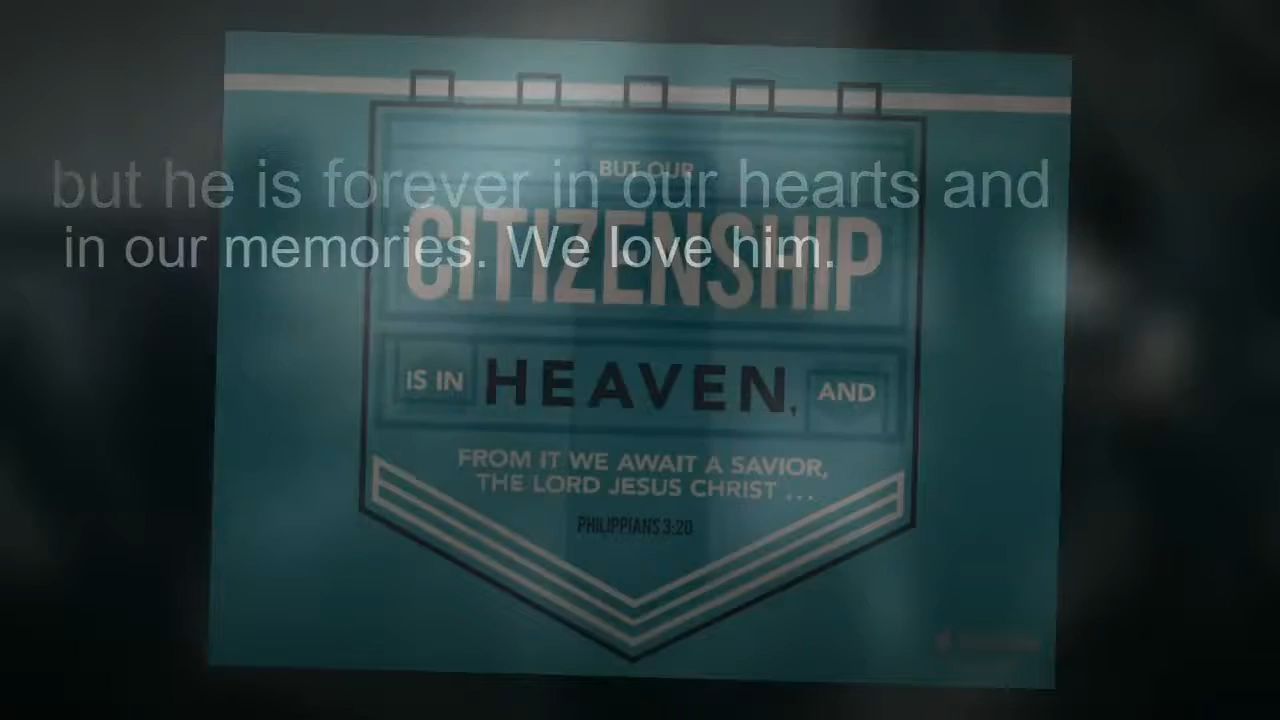 but he is forever in our hearts and
in our memories. We love him.
BUT OUR
CITIZENSHIP
IS IN HEAVEN, AND
FROM IT WE AWAIT A SAVIOR,
THE LORD JESUS CHRIST ...
PHILIPPIANS 3:20